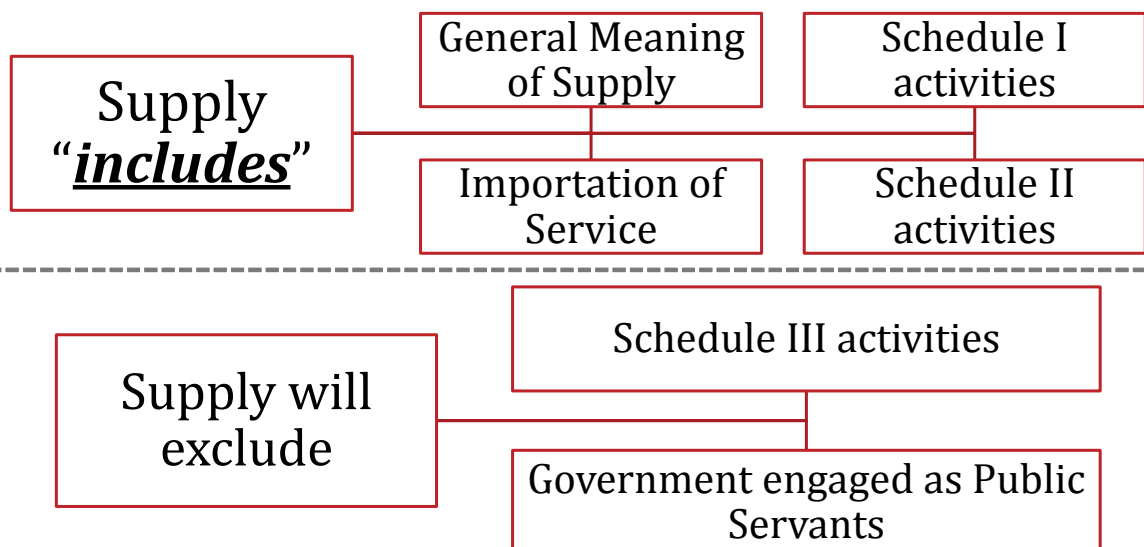 Supply
“includes”
General Meaning
of Supply
Schedule I
activities
Importation of
Service
Schedule II
activities
Supply will
exclude
Schedule III activities
Government engaged as Public
Servants